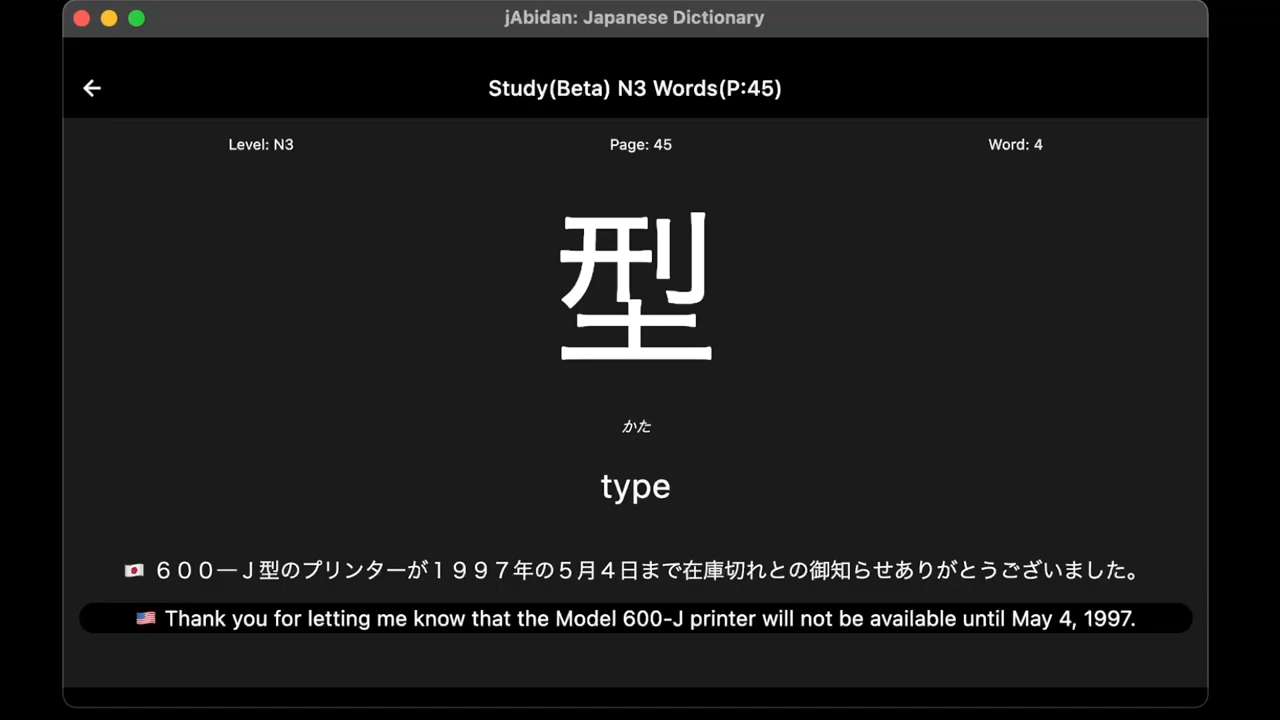 jAbidan: Japanese Dictionary
Study(Beta) N3 Words(P:45)
Level: N3
Page: 45
Word: 4
型
かた
type
🇯🇵 ６００―Ｊ型のプリンターが１９９７年の５月４日まで在庫切れとの御知らせありがとうございました。
🇺🇸 Thank you for letting me know that the Model 600-J printer will not be available until May 4, 1997.